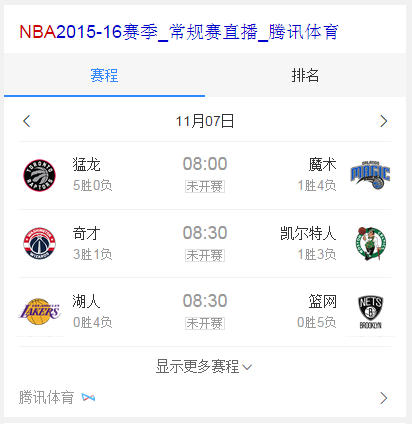 NBA2015-16赛季_常规赛直播_腾讯体育
赛程 排名
11月07日
猛龙 08:00 魔术
5胜0负 未开赛 1胜4负
奇才 08:30 凯尔特人
3胜1负 未开赛 1胜3负
湖人 08:30 篮网
0胜4负 未开赛 0胜5负
显示更多赛程
腾讯体育
TORONTO
RAPTORS
MAGIC
WASHINGTON
WIZARDS
LAKERS
NETS
BROOKLYN